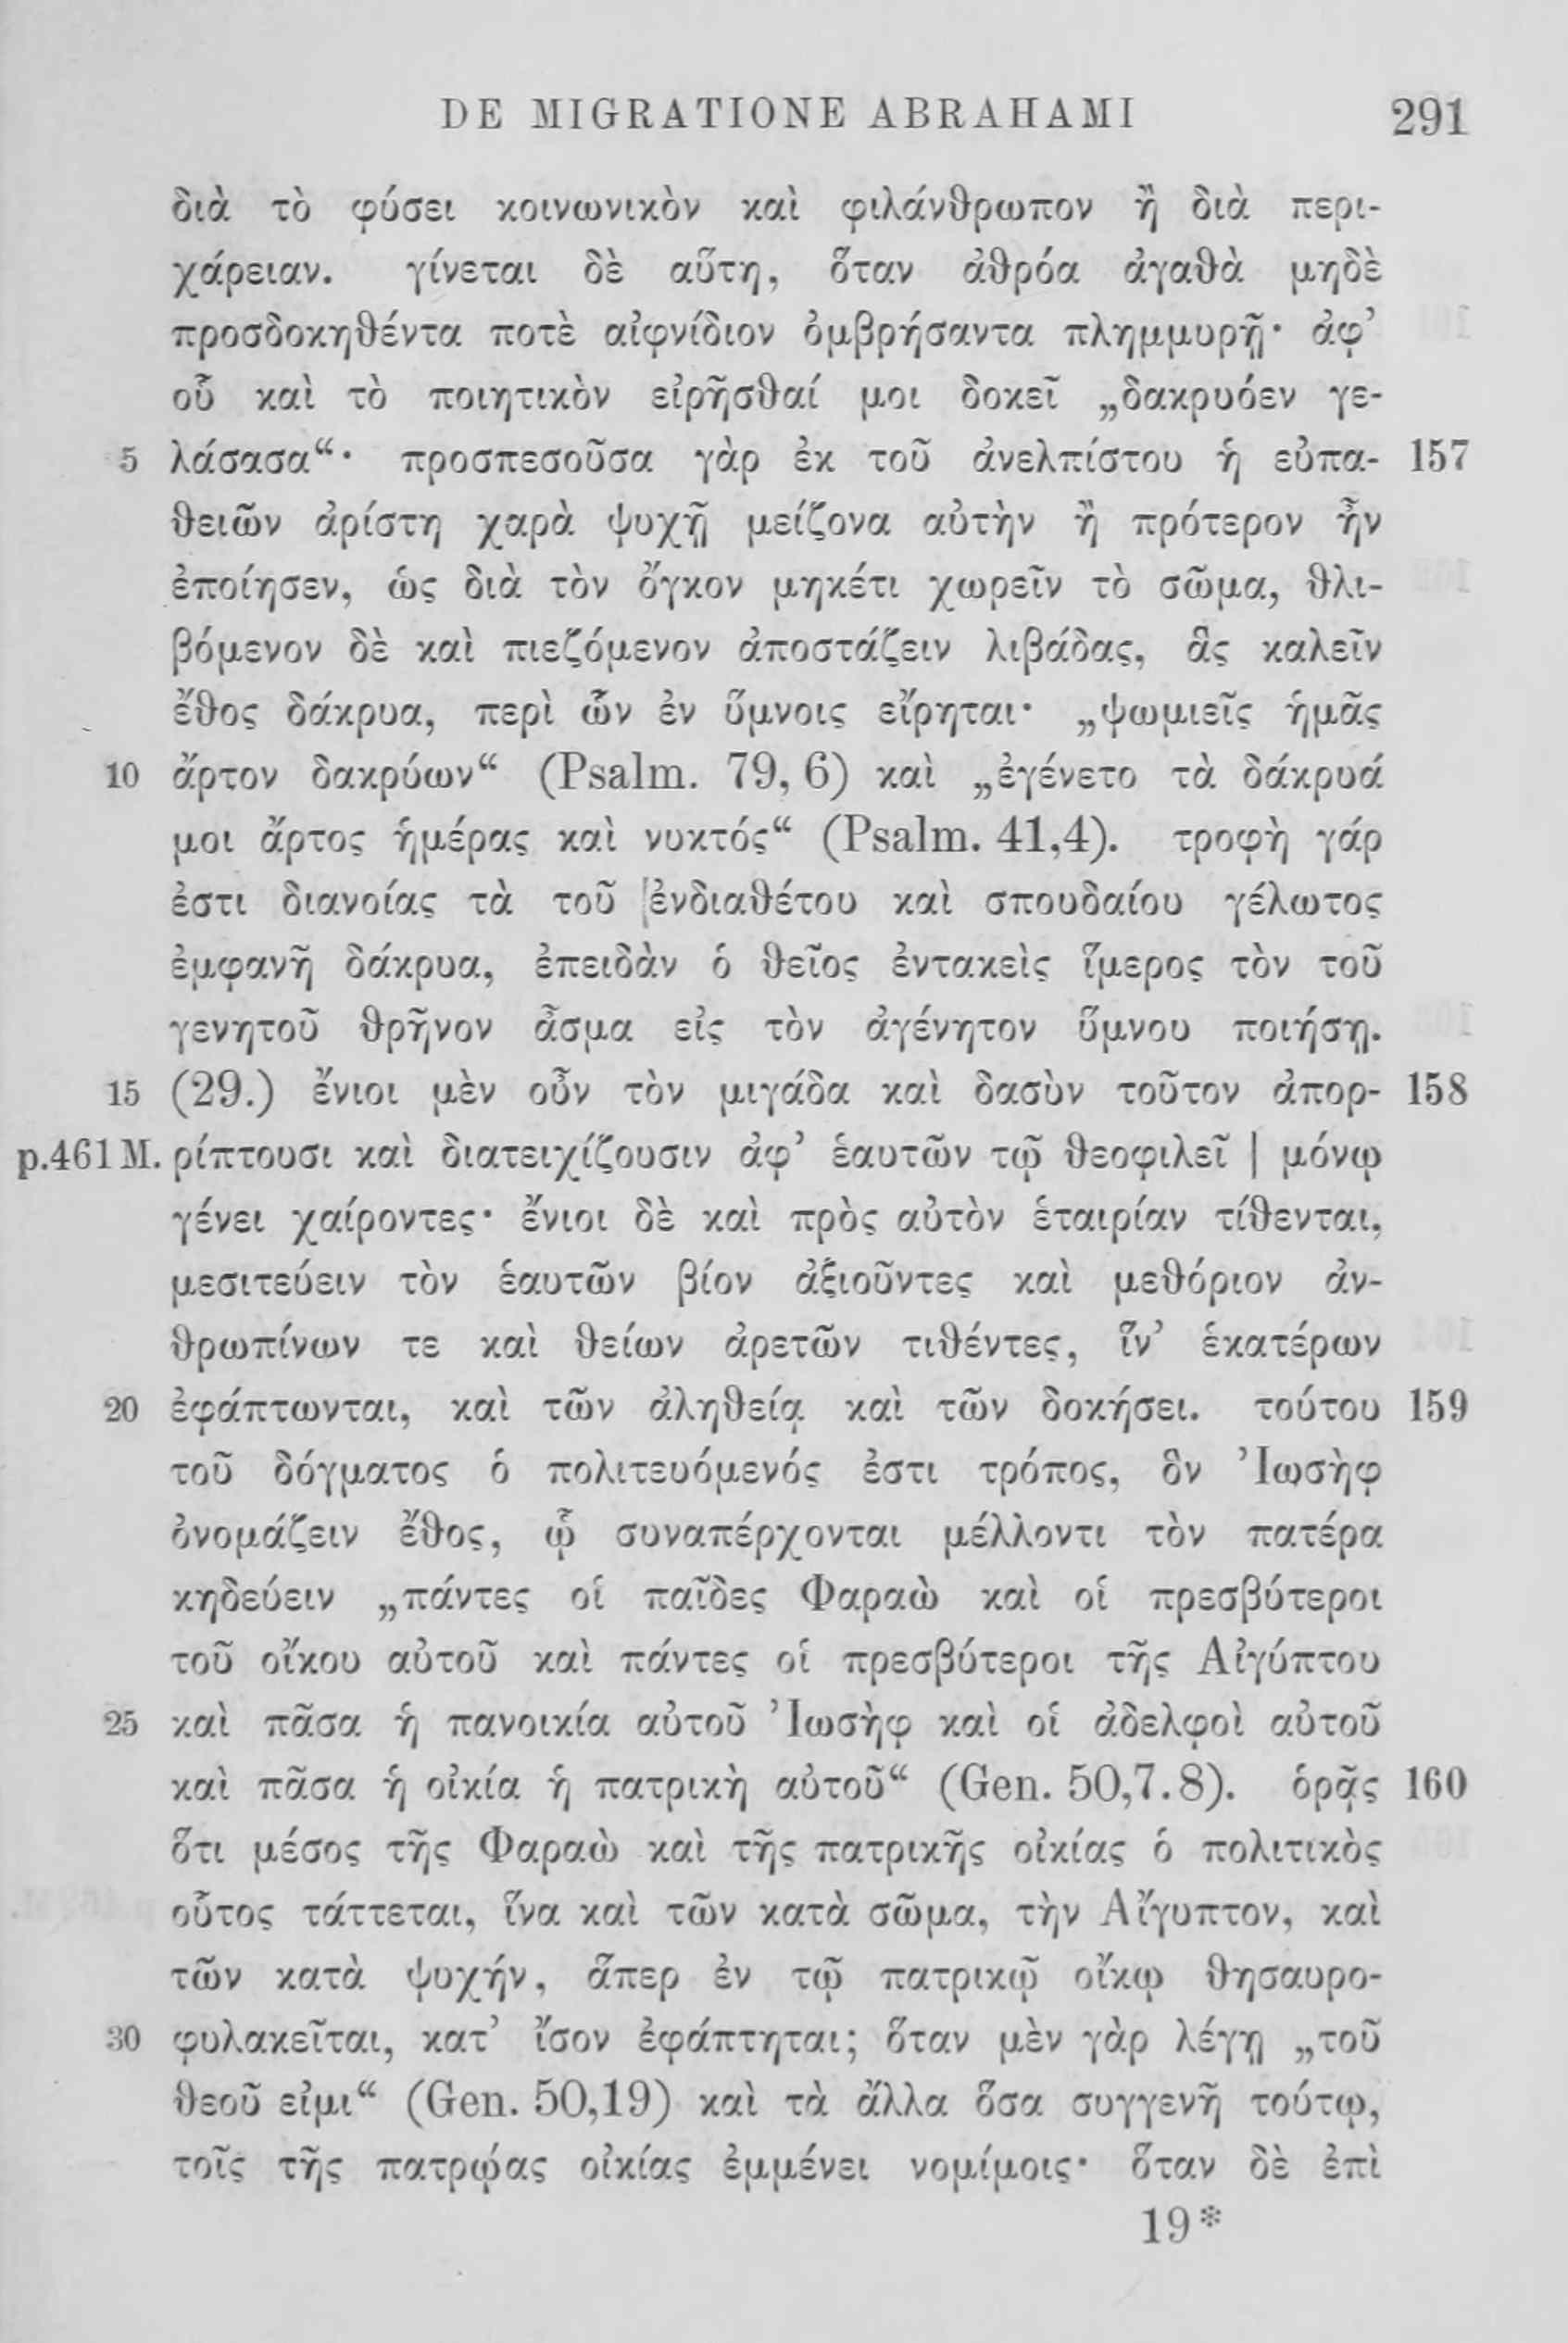 DE MIGRATIONE ABRAHAMI 291
διὰ τὸ φύσει κοινωνικὸν καὶ φιλάνθρωπον ἢ διὰ περι-
χάρειαν. γίνεται δὲ αὕτη, ὅταν ἀθρόα ἀγαθὰ μηδὲ
προσδοκηθέντα ποτὲ αἰφνίδιον ὀμβρήσαντα πλημμυρῇ· ἀφ’
οὗ καὶ τὸ ποιητικὸν εἰρῆσθαί μοι δοκεῖ „δακρυόεν γε-
5 λάσασα“· προσπεσοῦσα γὰρ ἐκ τοῦ ἀνελπίστου ἡ εὐπα- 157
θειῶν ἀρίστη χαρὰ ψυχῇ μείζονα αὐτὴν ἢ πρότερον ἦν
ἐποίησεν, ὡς διὰ τὸν ὄγκον μηκέτι χωρεῖν τὸ σῶμα, θλι-
βόμενον δὲ καὶ πιεζόμενον ἀποστάζειν λιβάδας, ἃς καλεῖν
ἔθος δάκρυα, περὶ ὧν ἐν ὕμνοις εἴρηται· „ψωμιεῖς ἡμᾶς
10 ἄρτον δακρύων“ (Psalm. 79, 6) καὶ „ἐγένετο τὰ δάκρυά
μοι ἄρτος ἡμέρας καὶ νυκτός“ (Psalm. 41,4). τροφὴ γάρ
ἐστι διανοίας τὰ τοῦ ἐνδιαθέτου καὶ σπουδαίου γέλωτος
ἐμφανῆ δάκρυα, ἐπειδὰν ὁ θεῖος ἐντακεὶς ἵμερος τὸν τοῦ
γενητοῦ θρῆνον ᾆσμα εἰς τὸν ἀγένητον ὕμνου ποιήσῃ.
15 (29.) ἔνιοι μὲν οὖν τὸν μιγάδα καὶ δασὺν τοῦτον ἀπορ- 158
p.461 M. ρίπτουσι καὶ διατειχίζουσιν ἀφ’ ἑαυτῶν τῷ θεοφιλεῖ | μόνῳ
γένει χαίροντες· ἔνιοι δὲ καὶ πρὸς αὐτὸν ἑταιρίαν τίθενται,
μεσιτεύειν τὸν ἑαυτῶν βίον ἀξιοῦντες καὶ μεθόριον ἀν-
θρωπίνων τε καὶ θείων ἀρετῶν τιθέντες, ἵν’ ἑκατέρων
20 ἐφάπτωνται, καὶ τῶν ἀληθείᾳ καὶ τῶν δοκήσει. τούτου 159
τοῦ δόγματος ὁ πολιτευόμενός ἐστι τρόπος, ὃν Ἰωσὴφ
ὀνομάζειν ἔθος, ᾧ συναπέρχονται μέλλοντι τὸν πατέρα
κηδεύειν „πάντες οἱ παῖδες Φαραὼ καὶ οἱ πρεσβύτεροι
τοῦ οἴκου αὐτοῦ καὶ πάντες οἱ πρεσβύτεροι τῆς Αἰγύπτου
25 καὶ πᾶσα ἡ πανοικία αὐτοῦ Ἰωσὴφ καὶ οἱ ἀδελφοὶ αὐτοῦ
καὶ πᾶσα ἡ οἰκία ἡ πατρικὴ αὐτοῦ“ (Gen. 50,7.8). ὁρᾷς 160
ὅτι μέσος τῆς Φαραὼ καὶ τῆς πατρικῆς οἰκίας ὁ πολιτικὸς
οὗτος τάττεται, ἵνα καὶ τῶν κατὰ σῶμα, τὴν Αἴγυπτον, καὶ
τῶν κατὰ ψυχήν, ἅπερ ἐν τῷ πατρικῷ οἴκῳ θησαυρο-
30 φυλακεῖται, κατ’ ἴσον ἐφάπτηται; ὅταν μὲν γὰρ λέγῃ „τοῦ
θεοῦ εἰμι“ (Gen. 50,19) καὶ τὰ ἄλλα ὅσα συγγενῆ τούτῳ,
τοῖς τῆς πατρῴας οἰκίας ἐμμένει νομίμοις· ὅταν δὲ ἐπὶ
19*